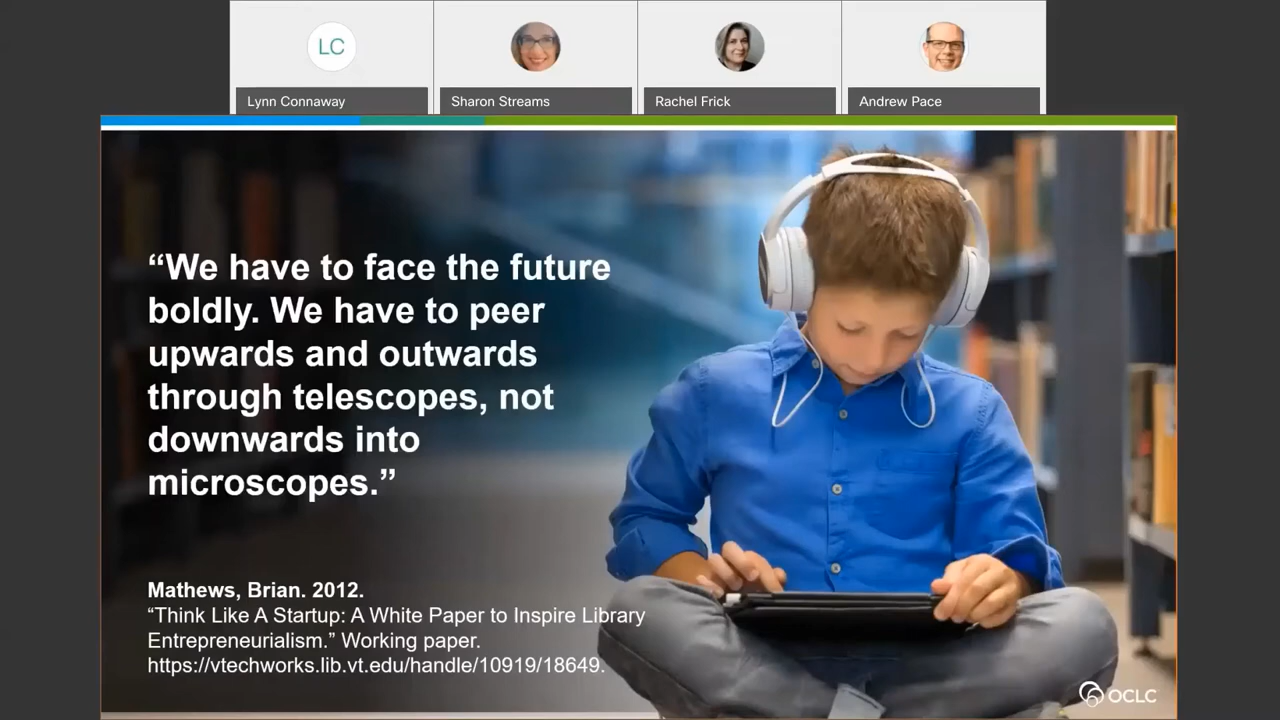 LC
Lynn Connaway
Sharon Streams
Rachel Frick
Andrew Pace
“We have to face the future
boldly. We have to peer
upwards and outwards
through telescopes, not
downwards into
microscopes.”
Mathews, Brian. 2012.
“Think Like A Startup: A White Paper to Inspire Library
Entrepreneurialism.” Working paper.
https://vtechworks.lib.vt.edu/handle/10919/18649.
OCLC